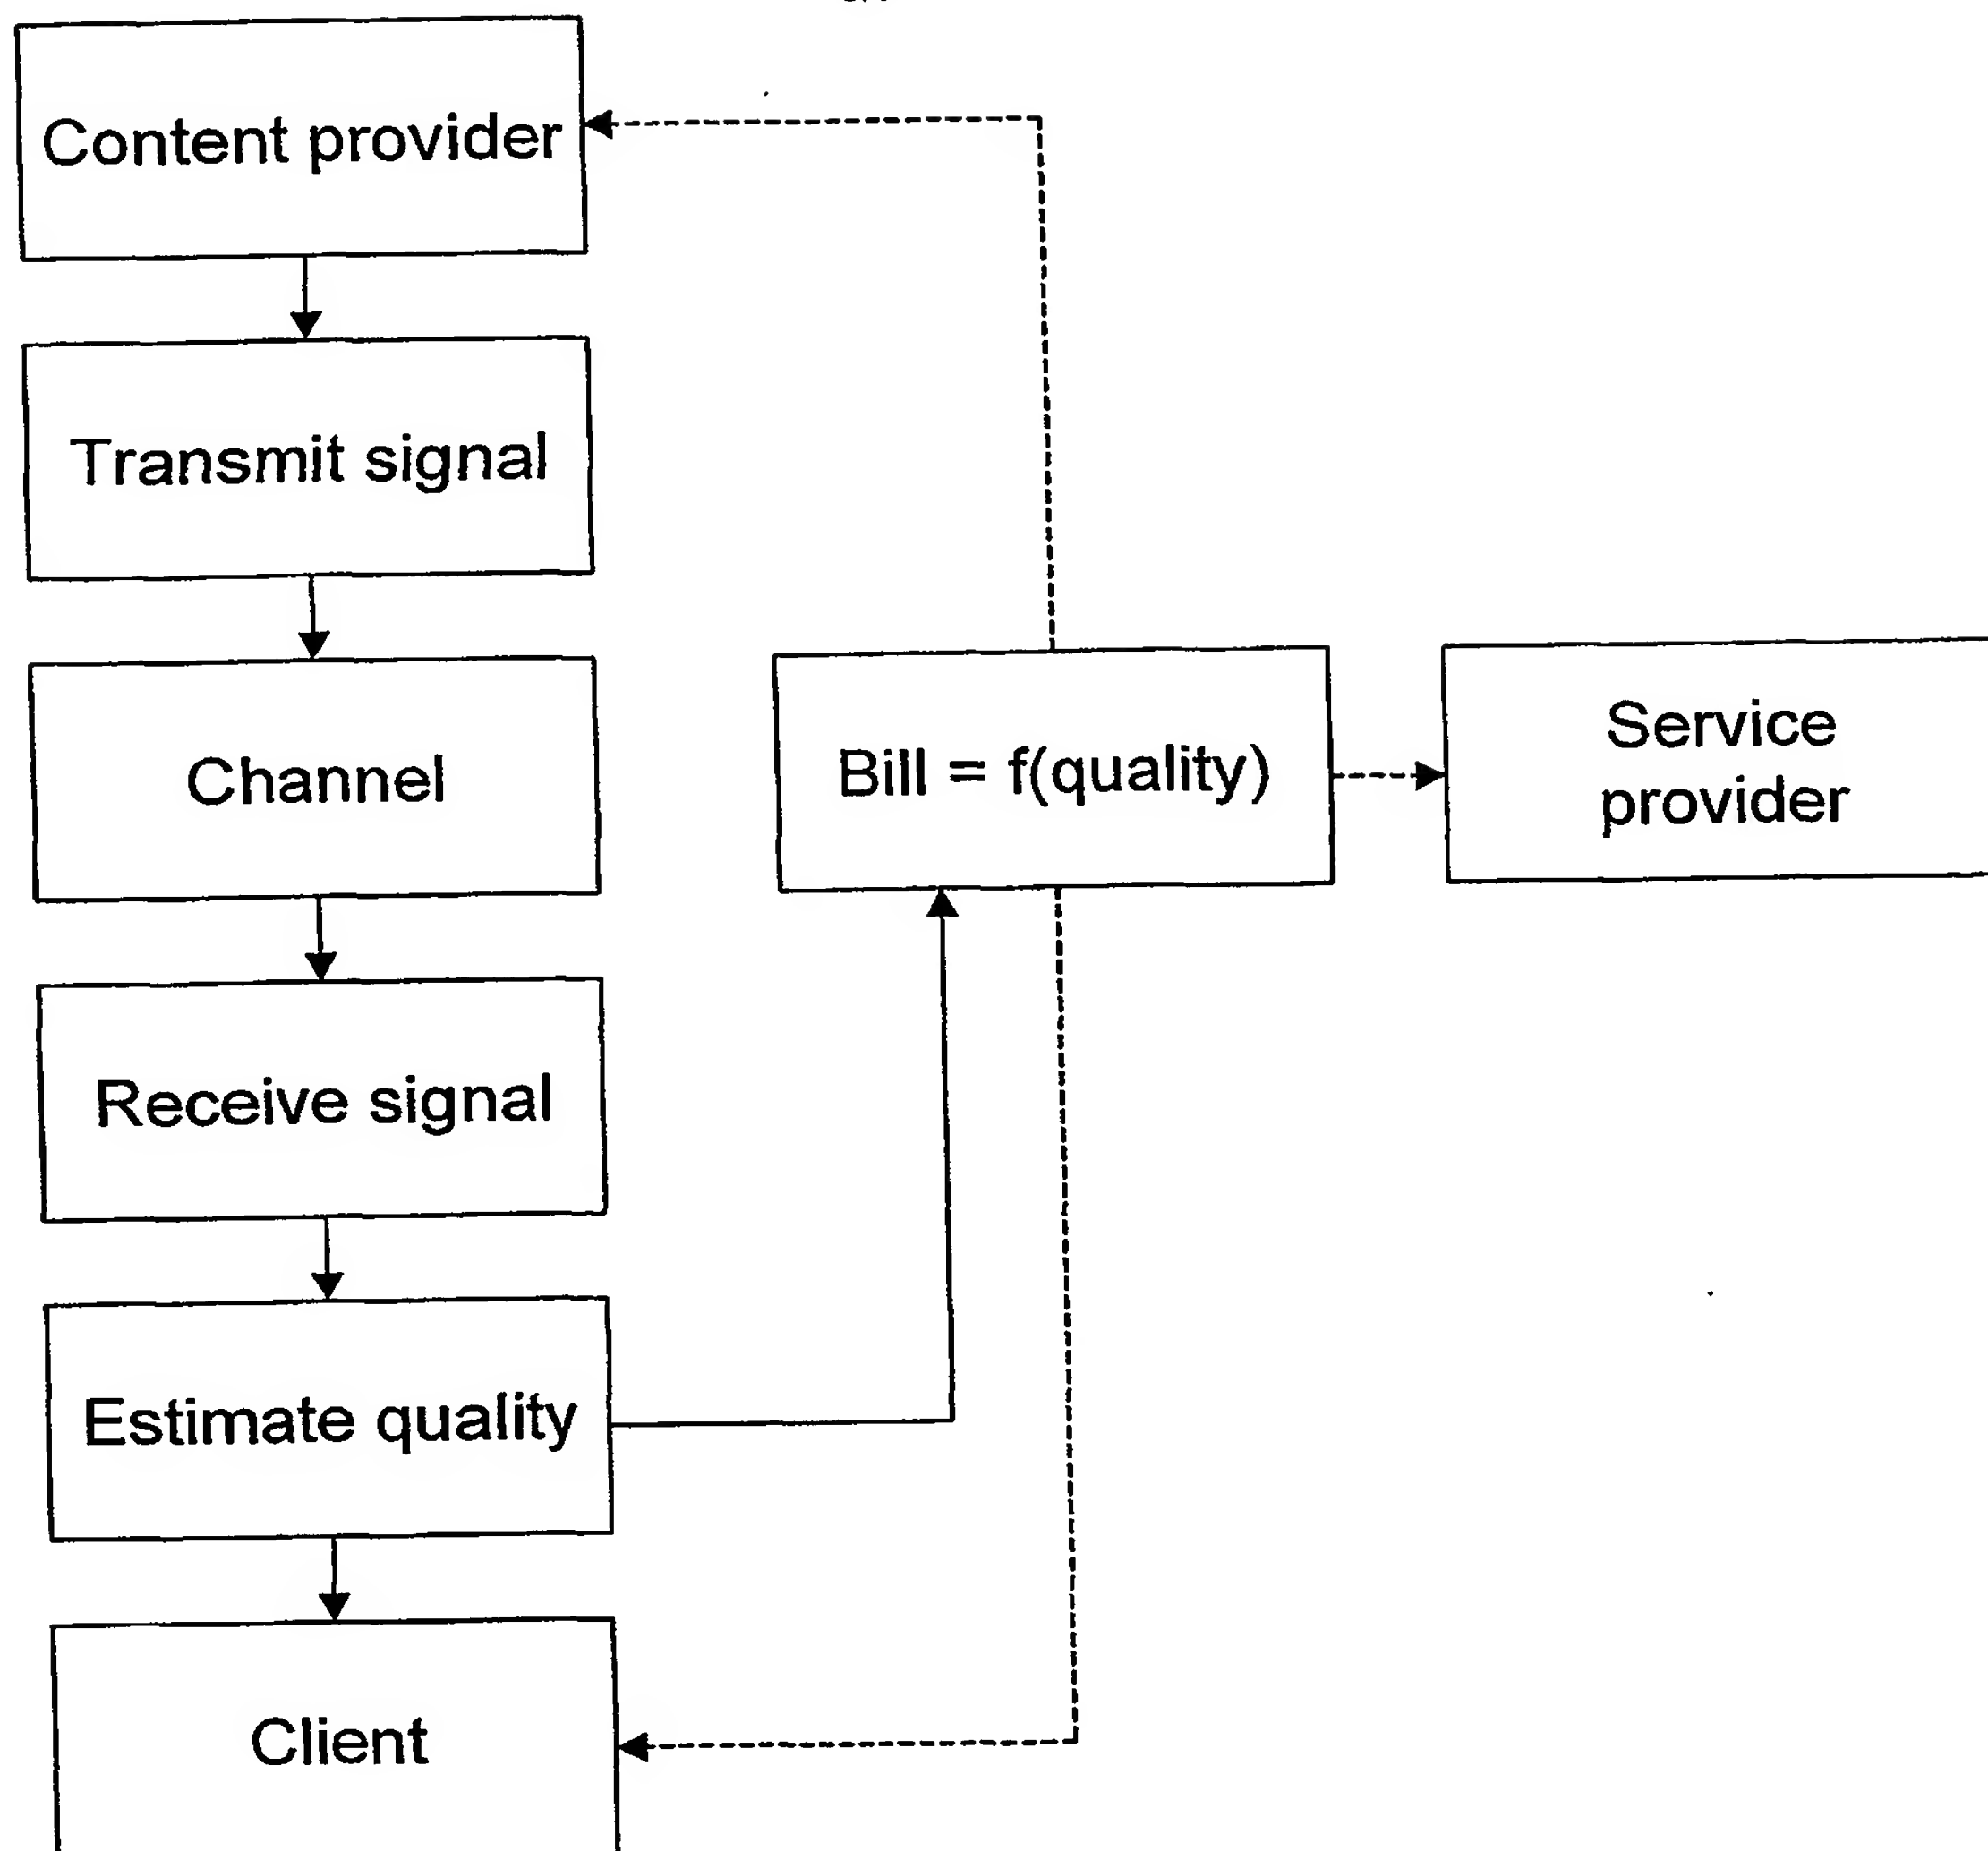 Content provider
Transmit signal
Channel
Receive signal
Estimate quality
Client
Bill = f(quality)
Service
provider